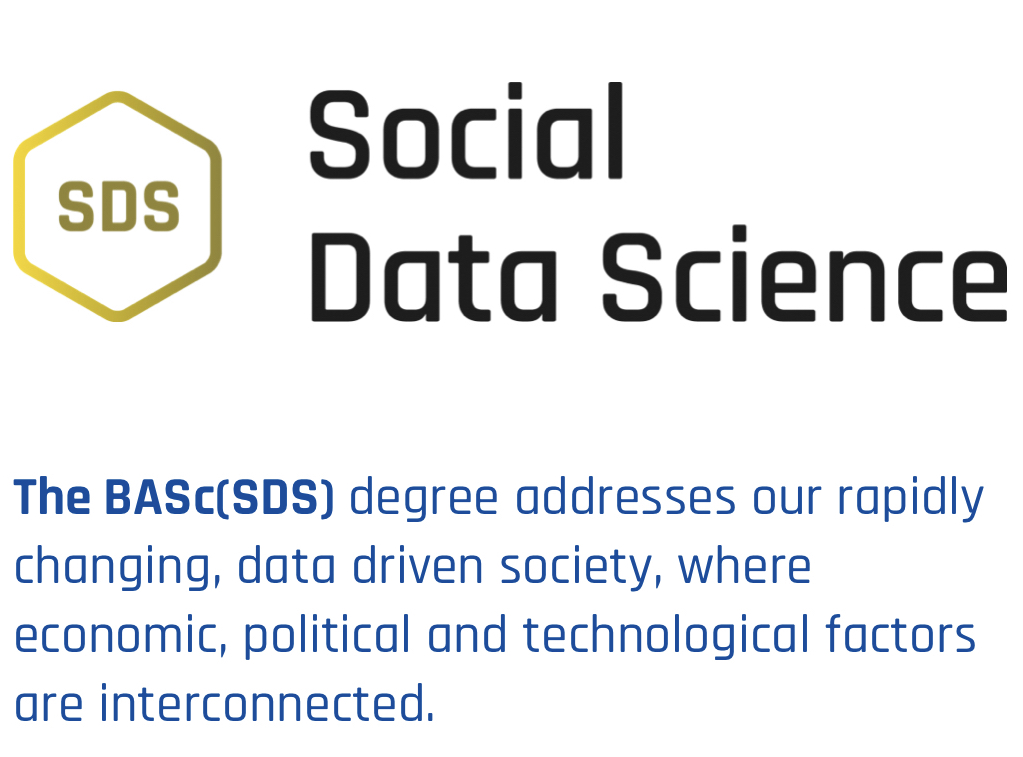 SDS
Social
Data Science
The BASc(SDS) degree addresses our rapidly
changing, data driven society, where
economic, political and technological factors
are interconnected.